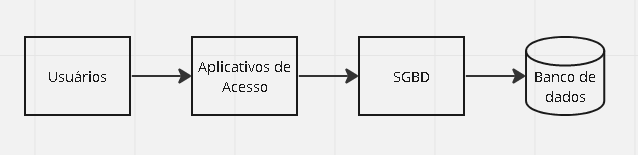 Usuários
Aplicativos de
Acesso
SGBD
Banco de
dados